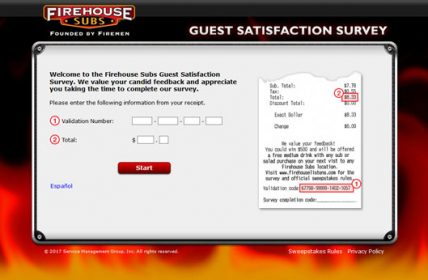 FIREHOUSE
SUBS
FOUNDED BY FIREMEN
GUEST SATISFACTION SURVEY
Welcome to the Firehouse Subs Guest Satisfaction
Survey. We value your candid feedback and appreciate
you taking the time to complete our survey.
Please enter the following information from your receipt.
1 Validation Number:
2 Total: $ .
Start
Español
Sub. Total: $7.78
Tax: $0.55
2 Total: $8.33
Discount Total: $0.00
Exact Dollar $8.33
Change $0.00
We value your feedback!
You could win $500 and will be offered
a free medium drink with any sub or
salad purchase on your next visit to any
Firehouse Subs location.
Visit www.firehouselistens.com for the
survey and official sweepstakes rules.
1
Validation code:
Survey completion code:
© 2017 Service Management Group, Inc. All rights reserved.
Sweepstakes Rules Privacy Policy